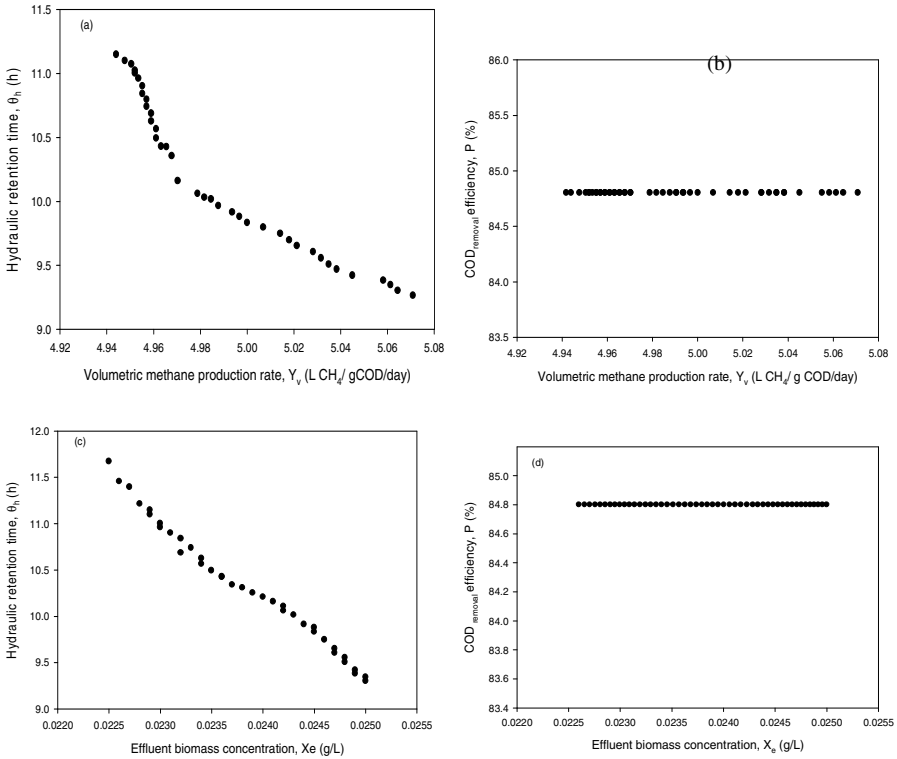 (a)
11.5
11.0
10.5
10.0
9.5
9.0
Hydraulic retention time, θh (h)
4.92 4.94 4.96 4.98 5.00 5.02 5.04 5.06 5.08
Volumetric methane production rate, Yv (L CH4/ gCOD/day)
(b)
86.0
85.5
85.0
84.5
84.0
83.5
CODremoval efficiency, P (%)
4.92 4.94 4.96 4.98 5.00 5.02 5.04 5.06 5.08
Volumetric methane production rate, Yv (L CH4/ g COD/day)
(c)
12.0
11.5
11.0
10.5
10.0
9.5
9.0
Hydraulic retention time, θh (h)
0.0220 0.0225 0.0230 0.0235 0.0240 0.0245 0.0250 0.0255
Effluent biomass concentration, Xe (g/L)
(d)
85.0
84.8
84.6
84.4
84.2
84.0
83.8
83.6
83.4
COD removal efficiency, P (%)
0.0220 0.0225 0.0230 0.0235 0.0240 0.0245 0.0250 0.0255
Effluent biomass concentration, Xe (g/L)